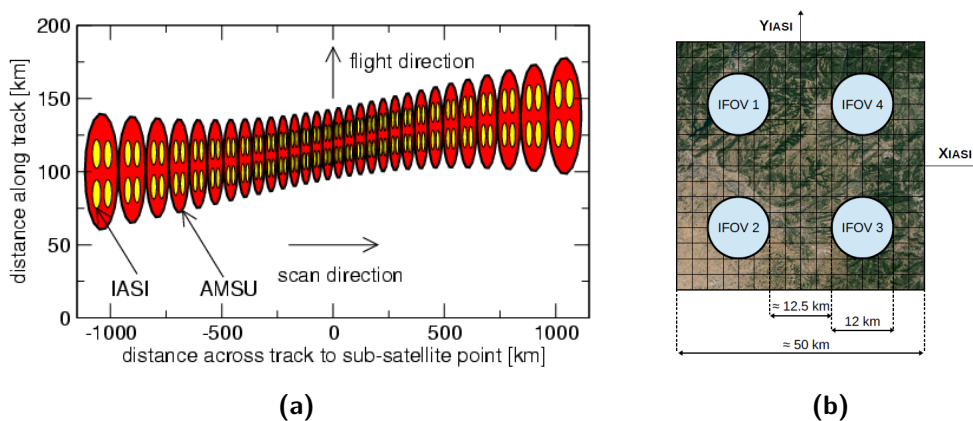 200
150
100
50
0
distance along track [km]
flight direction
scan direction
IASI
AMSU
-1000
-500
0
500
1000
distance across track to sub-satellite point [km]
(a)
YIASI
IFOV 1
IFOV 4
XIASI
IFOV 2
IFOV 3
≈ 12.5 km
12 km
≈ 50 km
(b)